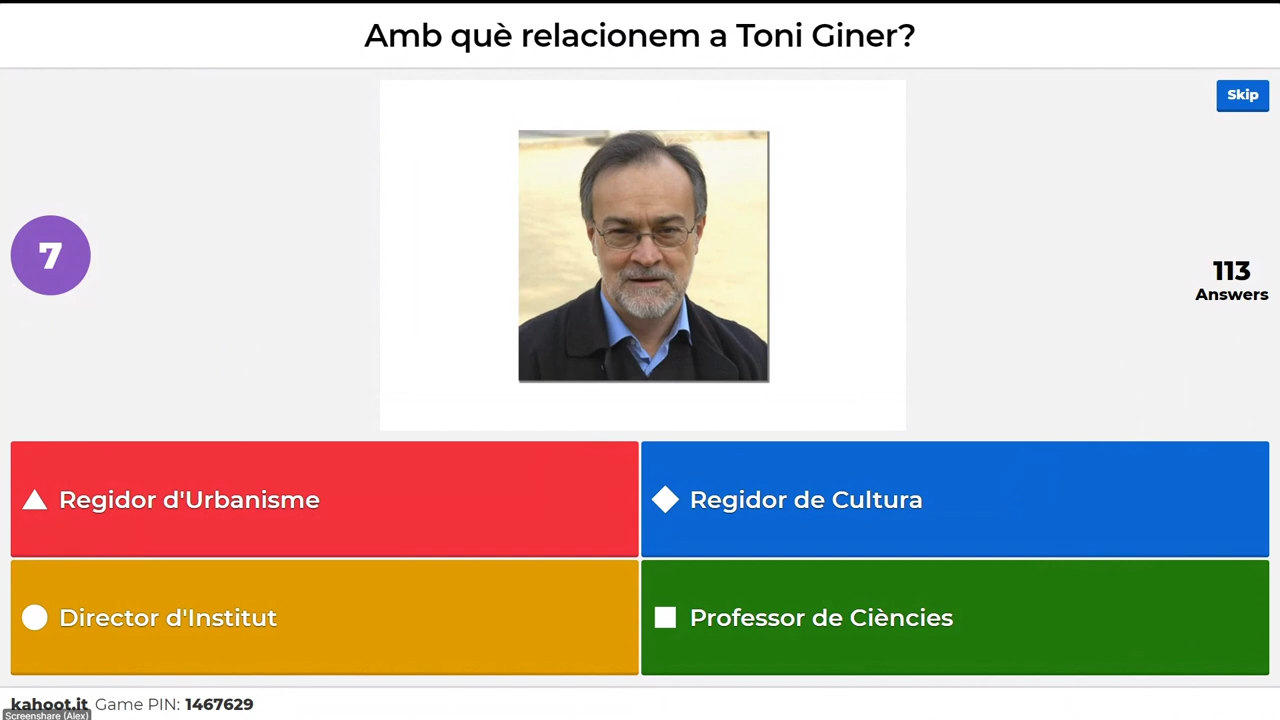 Amb què relacionem a Toni Giner?
Skip
7
113
Answers
Regidor d'Urbanisme
Regidor de Cultura
Director d'Institut
Professor de Ciències
kahoot.it Game PIN: 1467629
Screenshare (Alex)